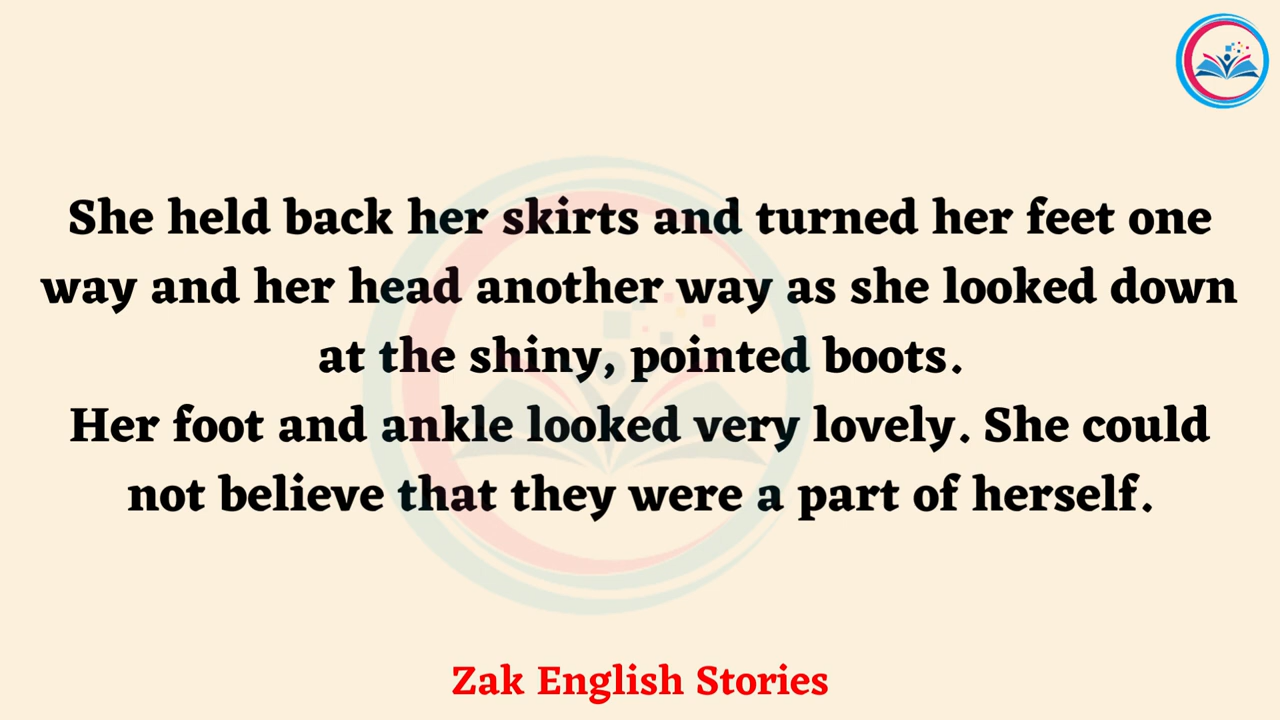 She held back her skirts and turned her feet one
way and her head another way as she looked down
at the shiny, pointed boots.
Her foot and ankle looked very lovely. She could
not believe that they were a part of herself.
Zak English Stories